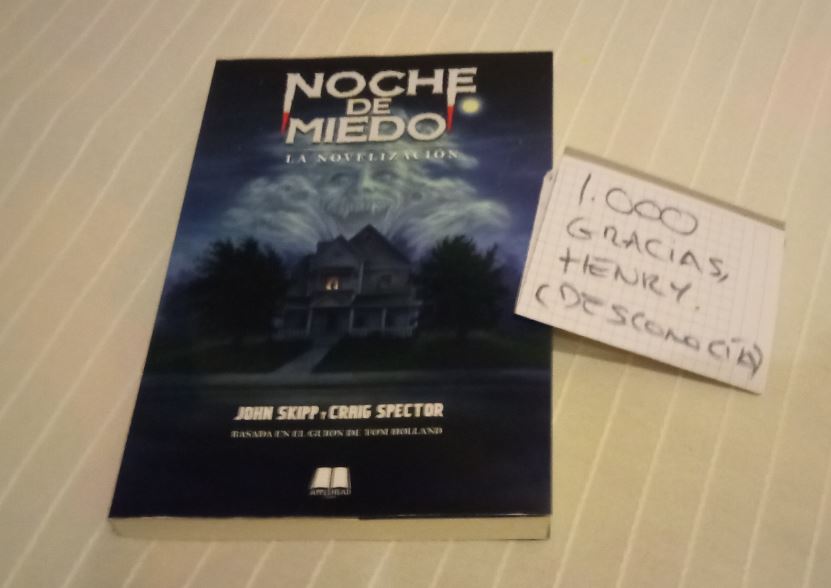 NOCHE
DE
MIEDO
LA NOVELIZACIÓN
JOHN SKIPP Y CRAIG SPECTOR
BASADA EN EL GUION DE TOM HOLLAND
APPLEHEAD
1.000
GRACIAS,
HENRY.
(DESCONOCÍA)